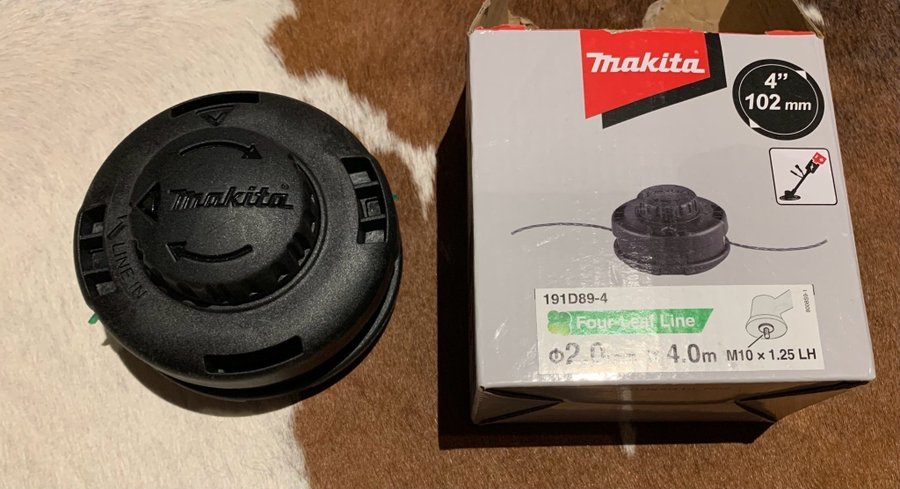 makita
LINE-IN
makita
4"
102 mm
191D89-4
Four-Leaf Line
Φ2.0 4.0m M10 × 1.25 LH